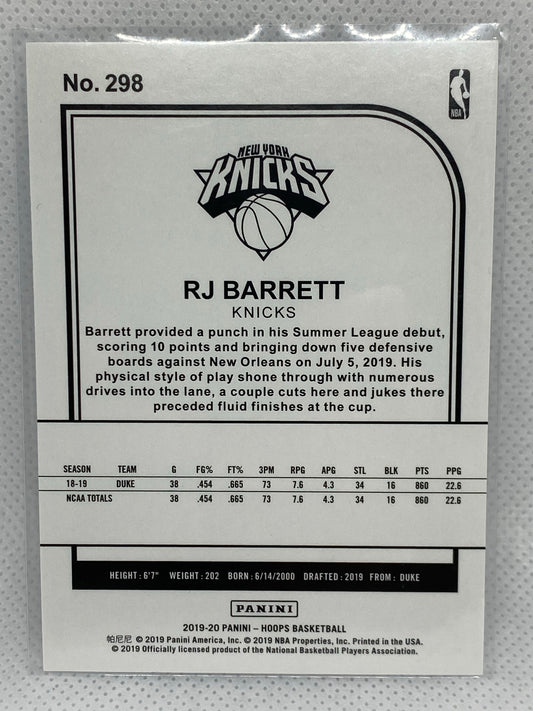 No. 298
NBA
NEW YORK
KNICKS
RJ BARRETT
KNICKS
Barrett provided a punch in his Summer League debut,
scoring 10 points and bringing down five defensive
boards against New Orleans on July 5, 2019. His
physical style of play shone through with numerous
drives into the lane, a couple cuts here and jukes there
preceded fluid finishes at the cup.
SEASON TEAM G FG% FT% 3PM RPG APG STL BLK PTS PPG
18-19 DUKE 38 .454 .665 73 7.6 4.3 34 16 860 22.6
NCAA TOTALS 38 .454 .665 73 7.6 4.3 34 16 860 22.6
HEIGHT: 6'7" WEIGHT: 202 BORN: 6/14/2000 DRAFTED: 2019 FROM: DUKE
PANINI
2019-20 PANINI – HOOPS BASKETBALL
帕尼尼 © 2019 Panini America, Inc. © 2019 NBA Properties, Inc. Printed in the USA.
© 2019 Officially licensed product of the National Basketball Players Association.